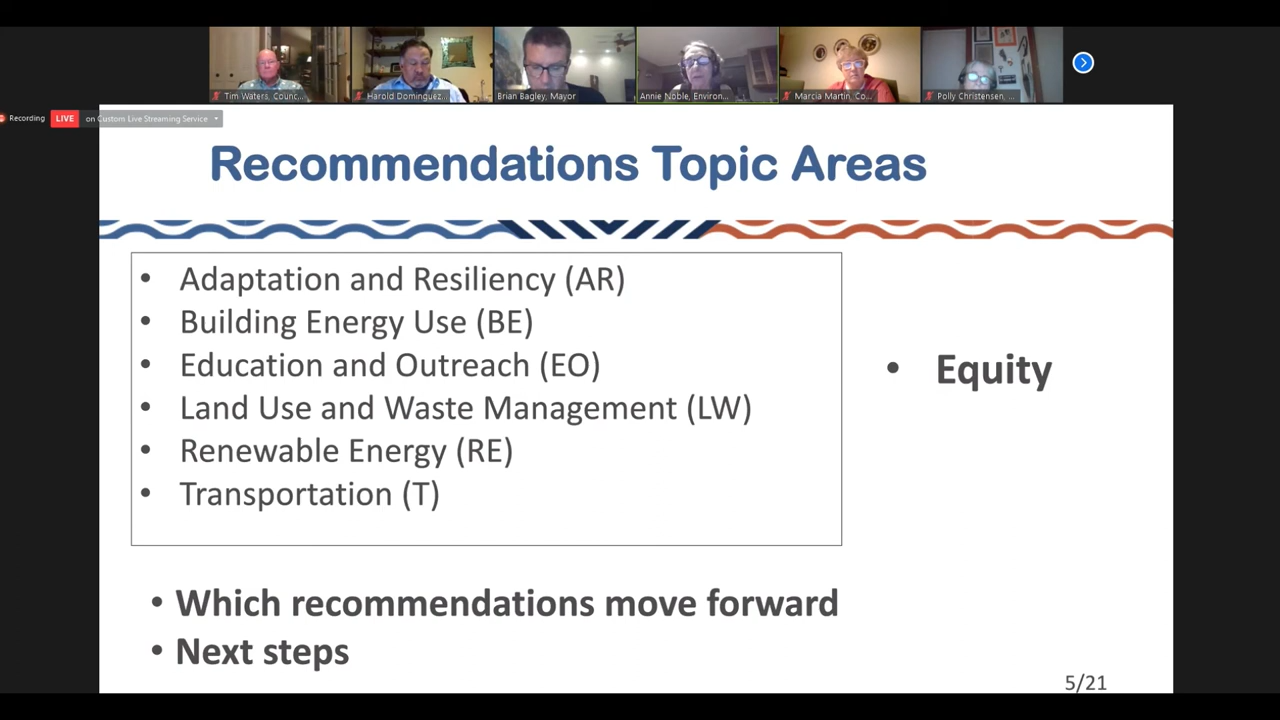 Tim Waters, Counc...
Harold Dominguez...
Brian Bagley, Mayor
Annie Noble, Environ...
Marcia Martin, Co...
Polly Christensen, ...
Recording
LIVE
on Custom Live Streaming Service
Recommendations Topic Areas
• Adaptation and Resiliency (AR)
• Building Energy Use (BE)
• Education and Outreach (EO)
• Land Use and Waste Management (LW)
• Renewable Energy (RE)
• Transportation (T)
• Equity
• Which recommendations move forward
• Next steps
5/21